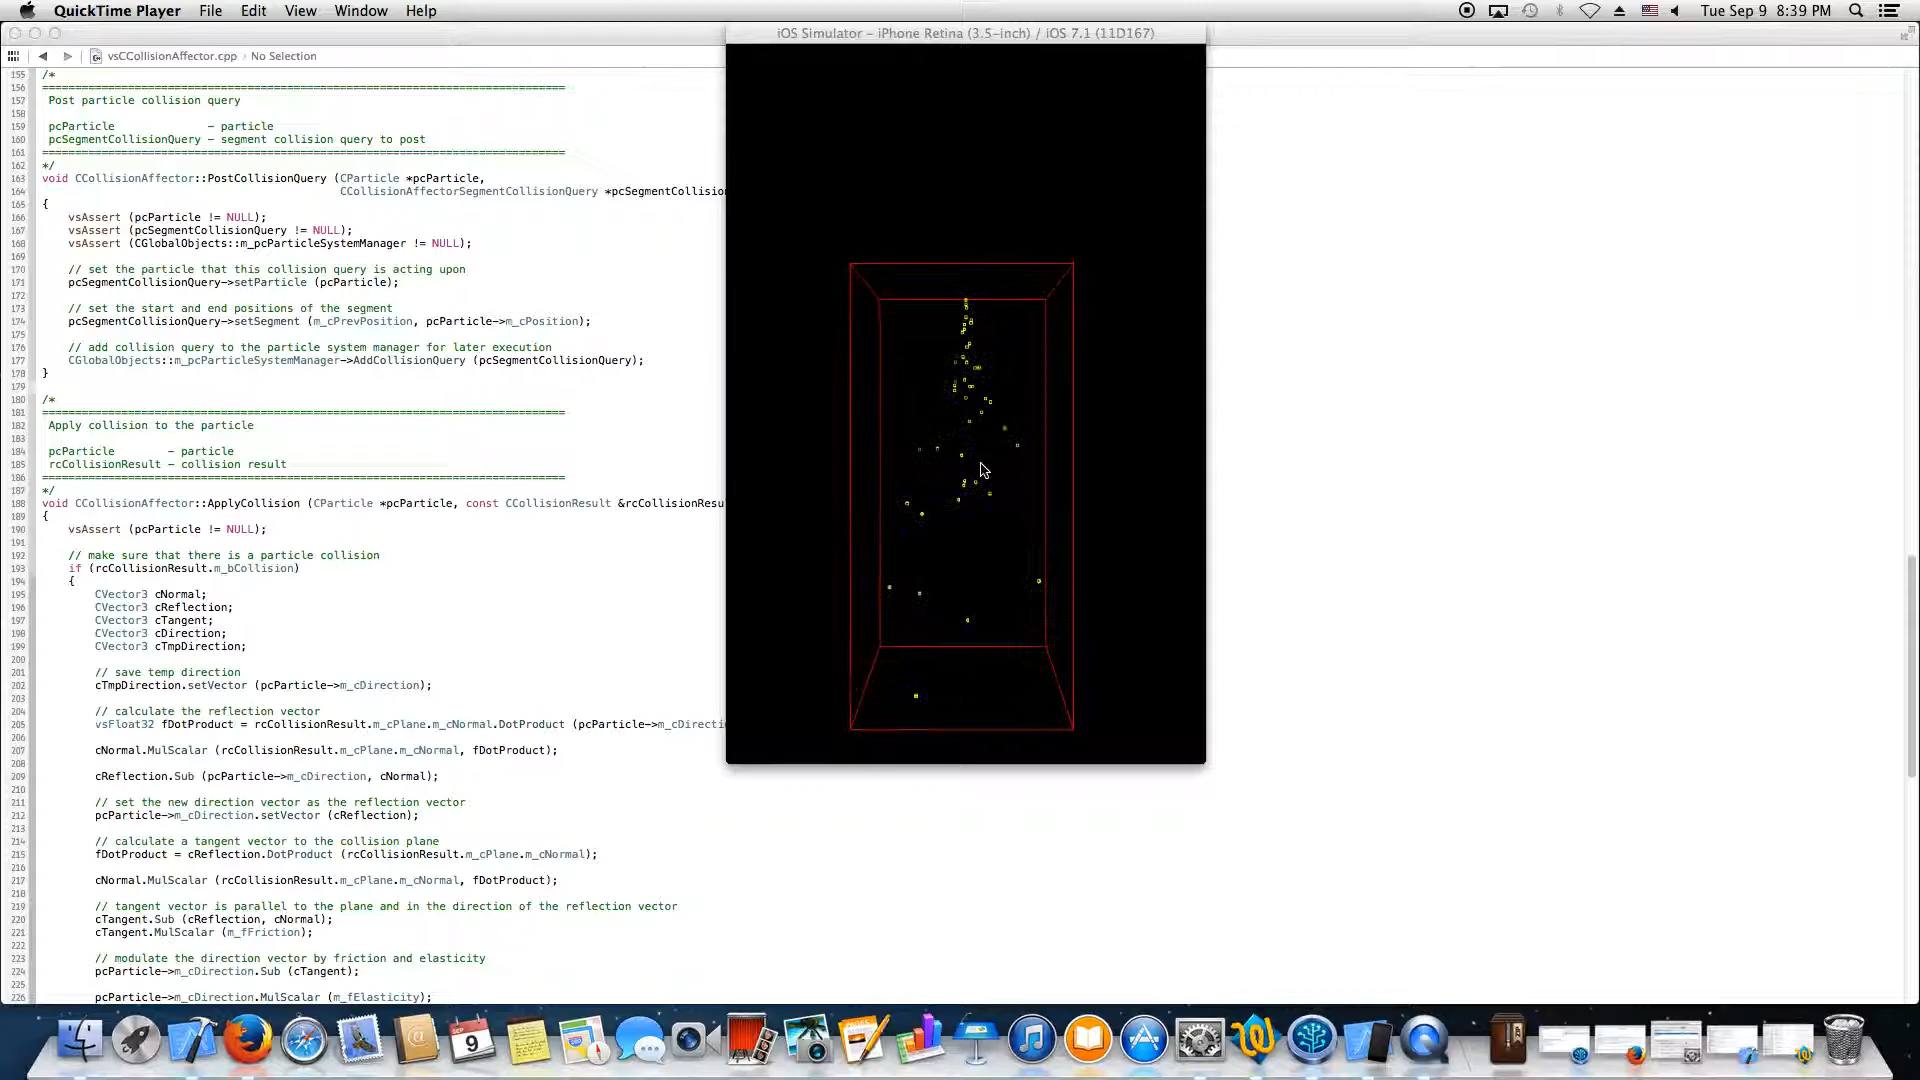 QuickTime Player File Edit View Window Help Tue Sep 9 8:39 PM
iOS Simulator – iPhone Retina (3.5-inch) / iOS 7.1 (11D167)
vsCCollisionAffector.cpp › No Selection
155 /*
156 =====================================================================================
157 Post particle collision query
158
159 pcParticle – particle
160 pcSegmentCollisionQuery – segment collision query to post
161 =====================================================================================
162 */
163 void CCollisionAffector::PostCollisionQuery (CParticle *pcParticle,
164 CCollisionAffectorSegmentCollisionQuery *pcSegmentCollisio
165 {
166 vsAssert (pcParticle != NULL);
167 vsAssert (pcSegmentCollisionQuery != NULL);
168 vsAssert (CGlobalObjects::m_pcParticleSystemManager != NULL);
169
170 // set the particle that this collision query is acting upon
171 pcSegmentCollisionQuery->setParticle (pcParticle);
172
173 // set the start and end positions of the segment
174 pcSegmentCollisionQuery->setSegment (m_cPrevPosition, pcParticle->m_cPosition);
175
176 // add collision query to the particle system manager for later execution
177 CGlobalObjects::m_pcParticleSystemManager->AddCollisionQuery (pcSegmentCollisionQuery);
178 }
179
180 /*
181 =====================================================================================
182 Apply collision to the particle
183
184 pcParticle – particle
185 rcCollisionResult – collision result
186 =====================================================================================
187 */
188 void CCollisionAffector::ApplyCollision (CParticle *pcParticle, const CCollisionResult &rcCollisionResu
189 {
190 vsAssert (pcParticle != NULL);
191
192 // make sure that there is a particle collision
193 if (rcCollisionResult.m_bCollision)
194 {
195 CVector3 cNormal;
196 CVector3 cReflection;
197 CVector3 cTangent;
198 CVector3 cDirection;
199 CVector3 cTmpDirection;
200
201 // save temp direction
202 cTmpDirection.setVector (pcParticle->m_cDirection);
203
204 // calculate the reflection vector
205 vsFloat32 fDotProduct = rcCollisionResult.m_cPlane.m_cNormal.DotProduct (pcParticle->m_cDirecti
206
207 cNormal.MulScalar (rcCollisionResult.m_cPlane.m_cNormal, fDotProduct);
208
209 cReflection.Sub (pcParticle->m_cDirection, cNormal);
210
211 // set the new direction vector as the reflection vector
212 pcParticle->m_cDirection.setVector (cReflection);
213
214 // calculate a tangent vector to the collision plane
215 fDotProduct = cReflection.DotProduct (rcCollisionResult.m_cPlane.m_cNormal);
216
217 cNormal.MulScalar (rcCollisionResult.m_cPlane.m_cNormal, fDotProduct);
218
219 // tangent vector is parallel to the plane and in the direction of the reflection vector
220 cTangent.Sub (cReflection, cNormal);
221 cTangent.MulScalar (m_fFriction);
222
223 // modulate the direction vector by friction and elasticity
224 pcParticle->m_cDirection.Sub (cTangent);
225
226 pcParticle->m_cDirection.MulScalar (m_fElasticity);
SEP
9